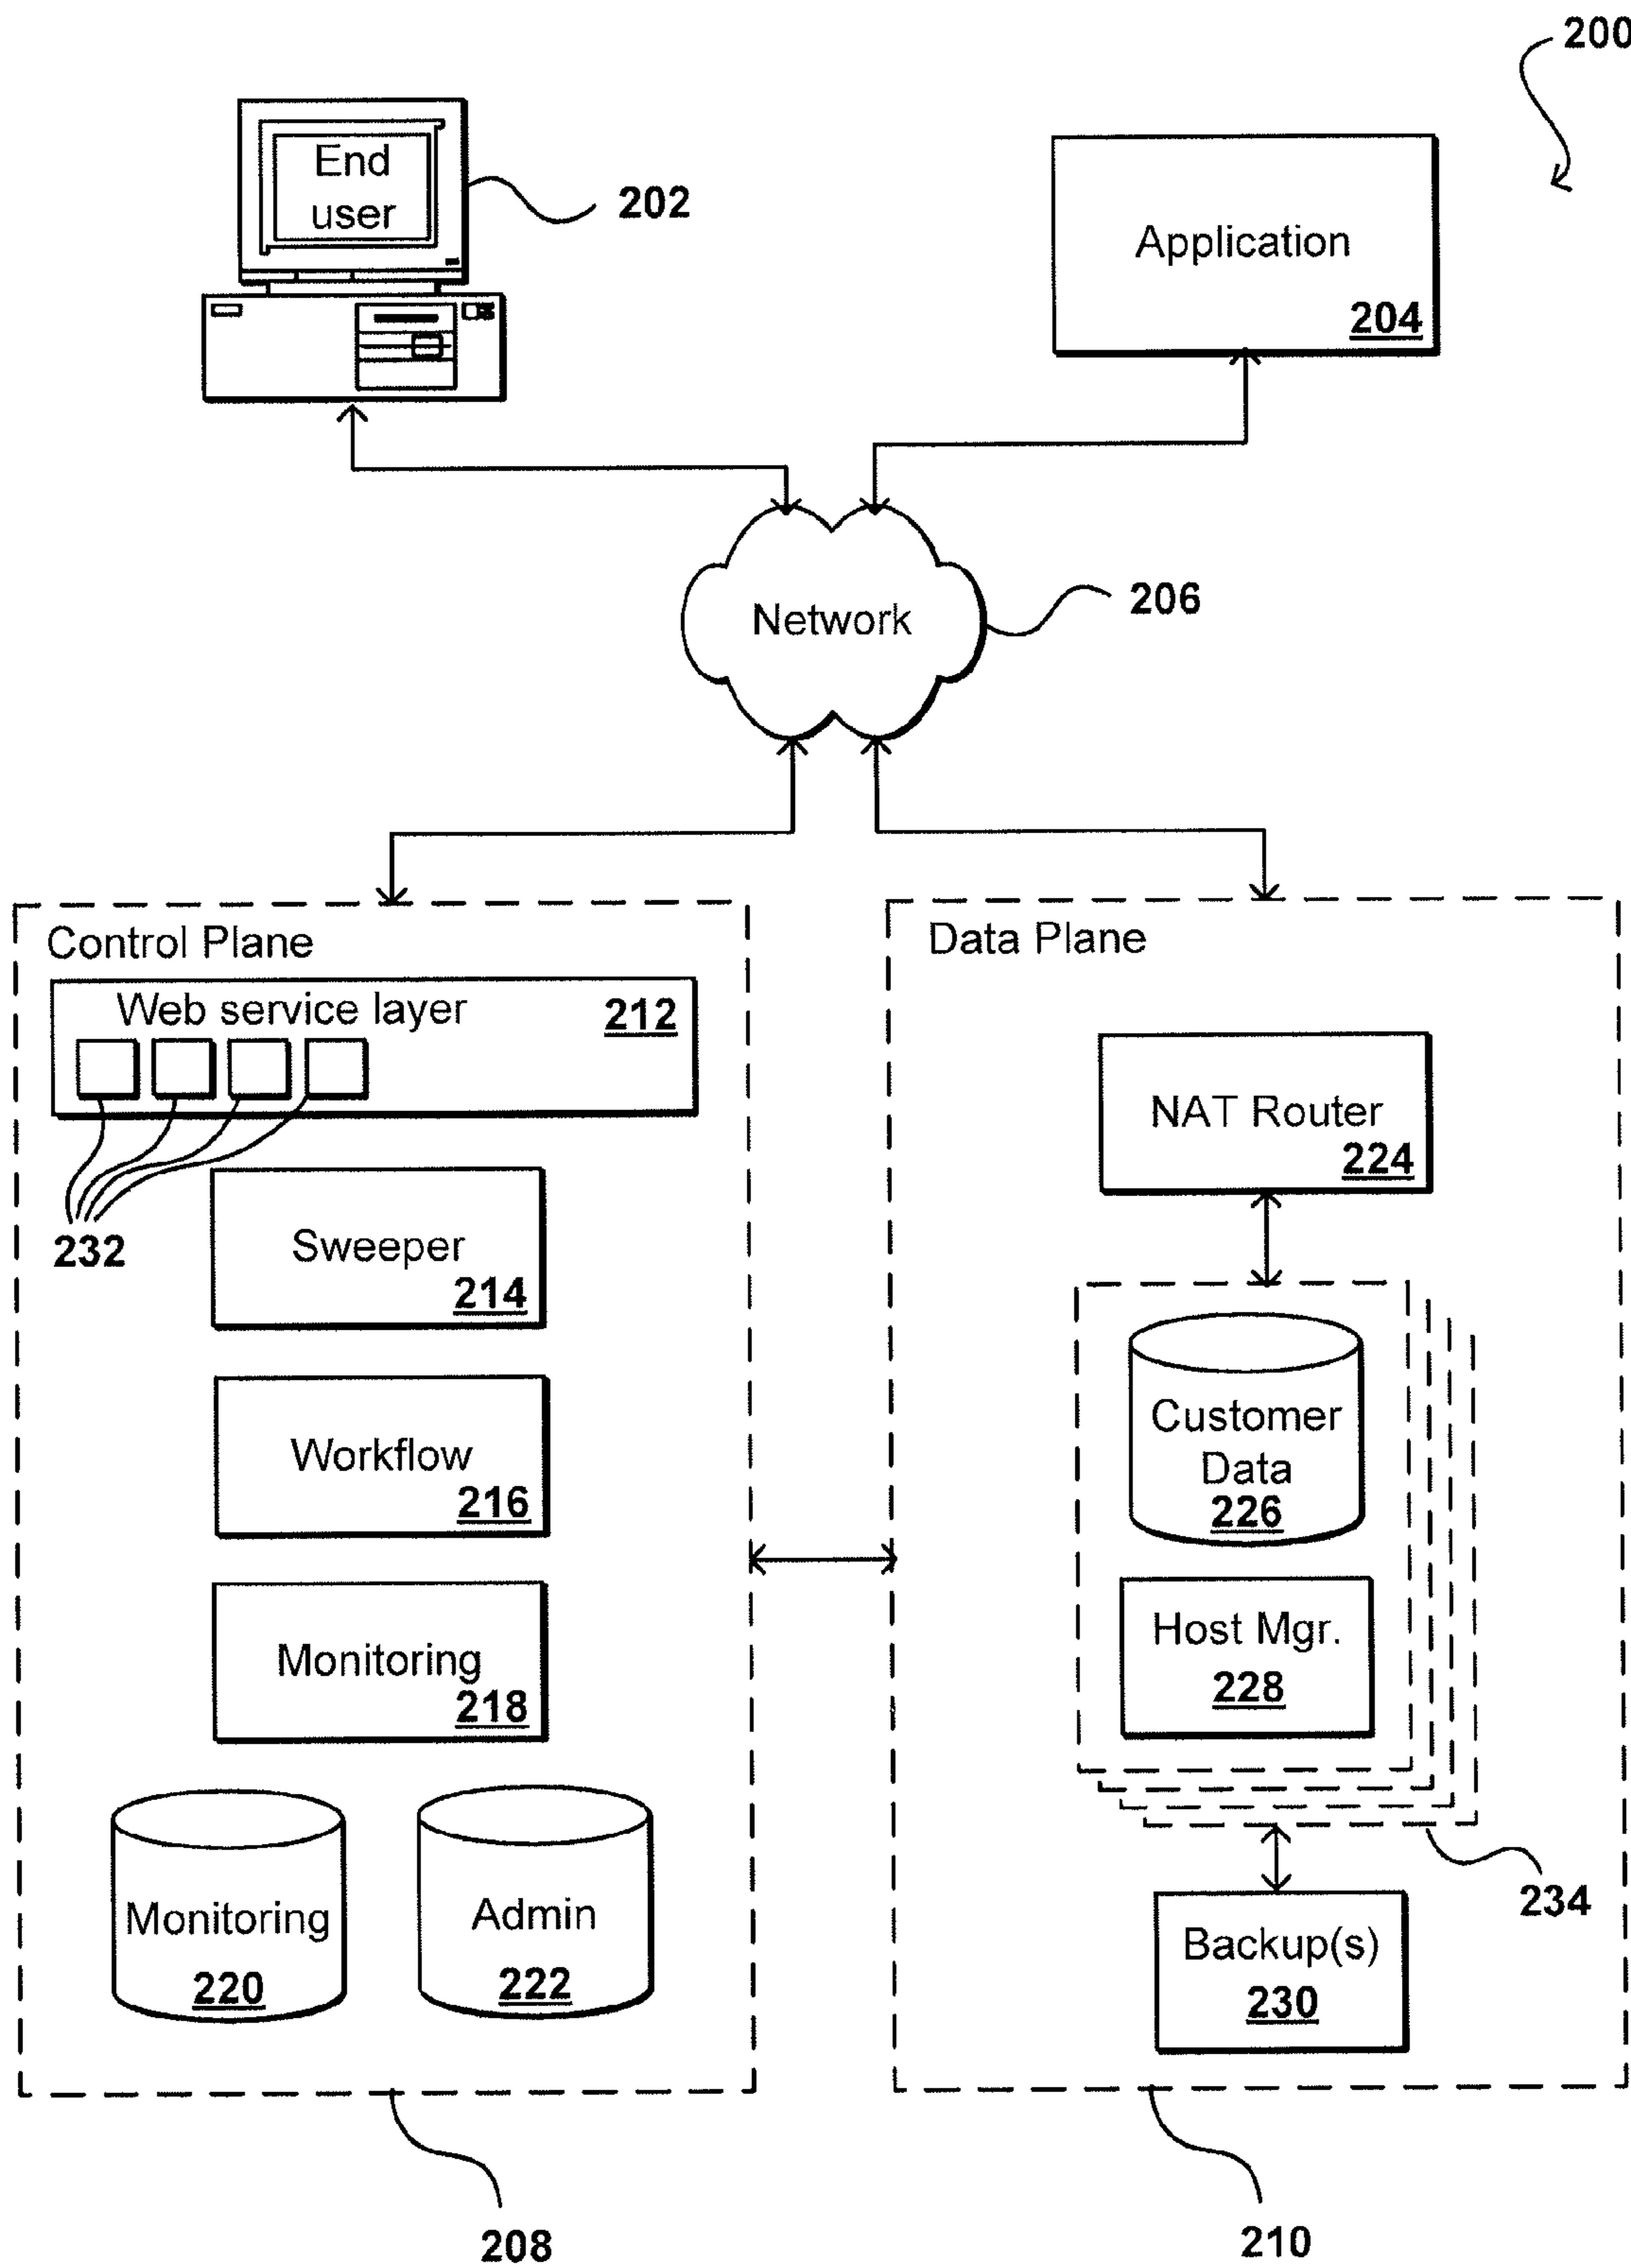 200
End
user
202
Application
204
Network
206
Control Plane
Web service layer
212
232
Sweeper
214
Workflow
216
Monitoring
218
Monitoring
220
Admin
222
208
Data Plane
NAT Router
224
Customer
Data
226
Host Mgr.
228
234
Backup(s)
230
210